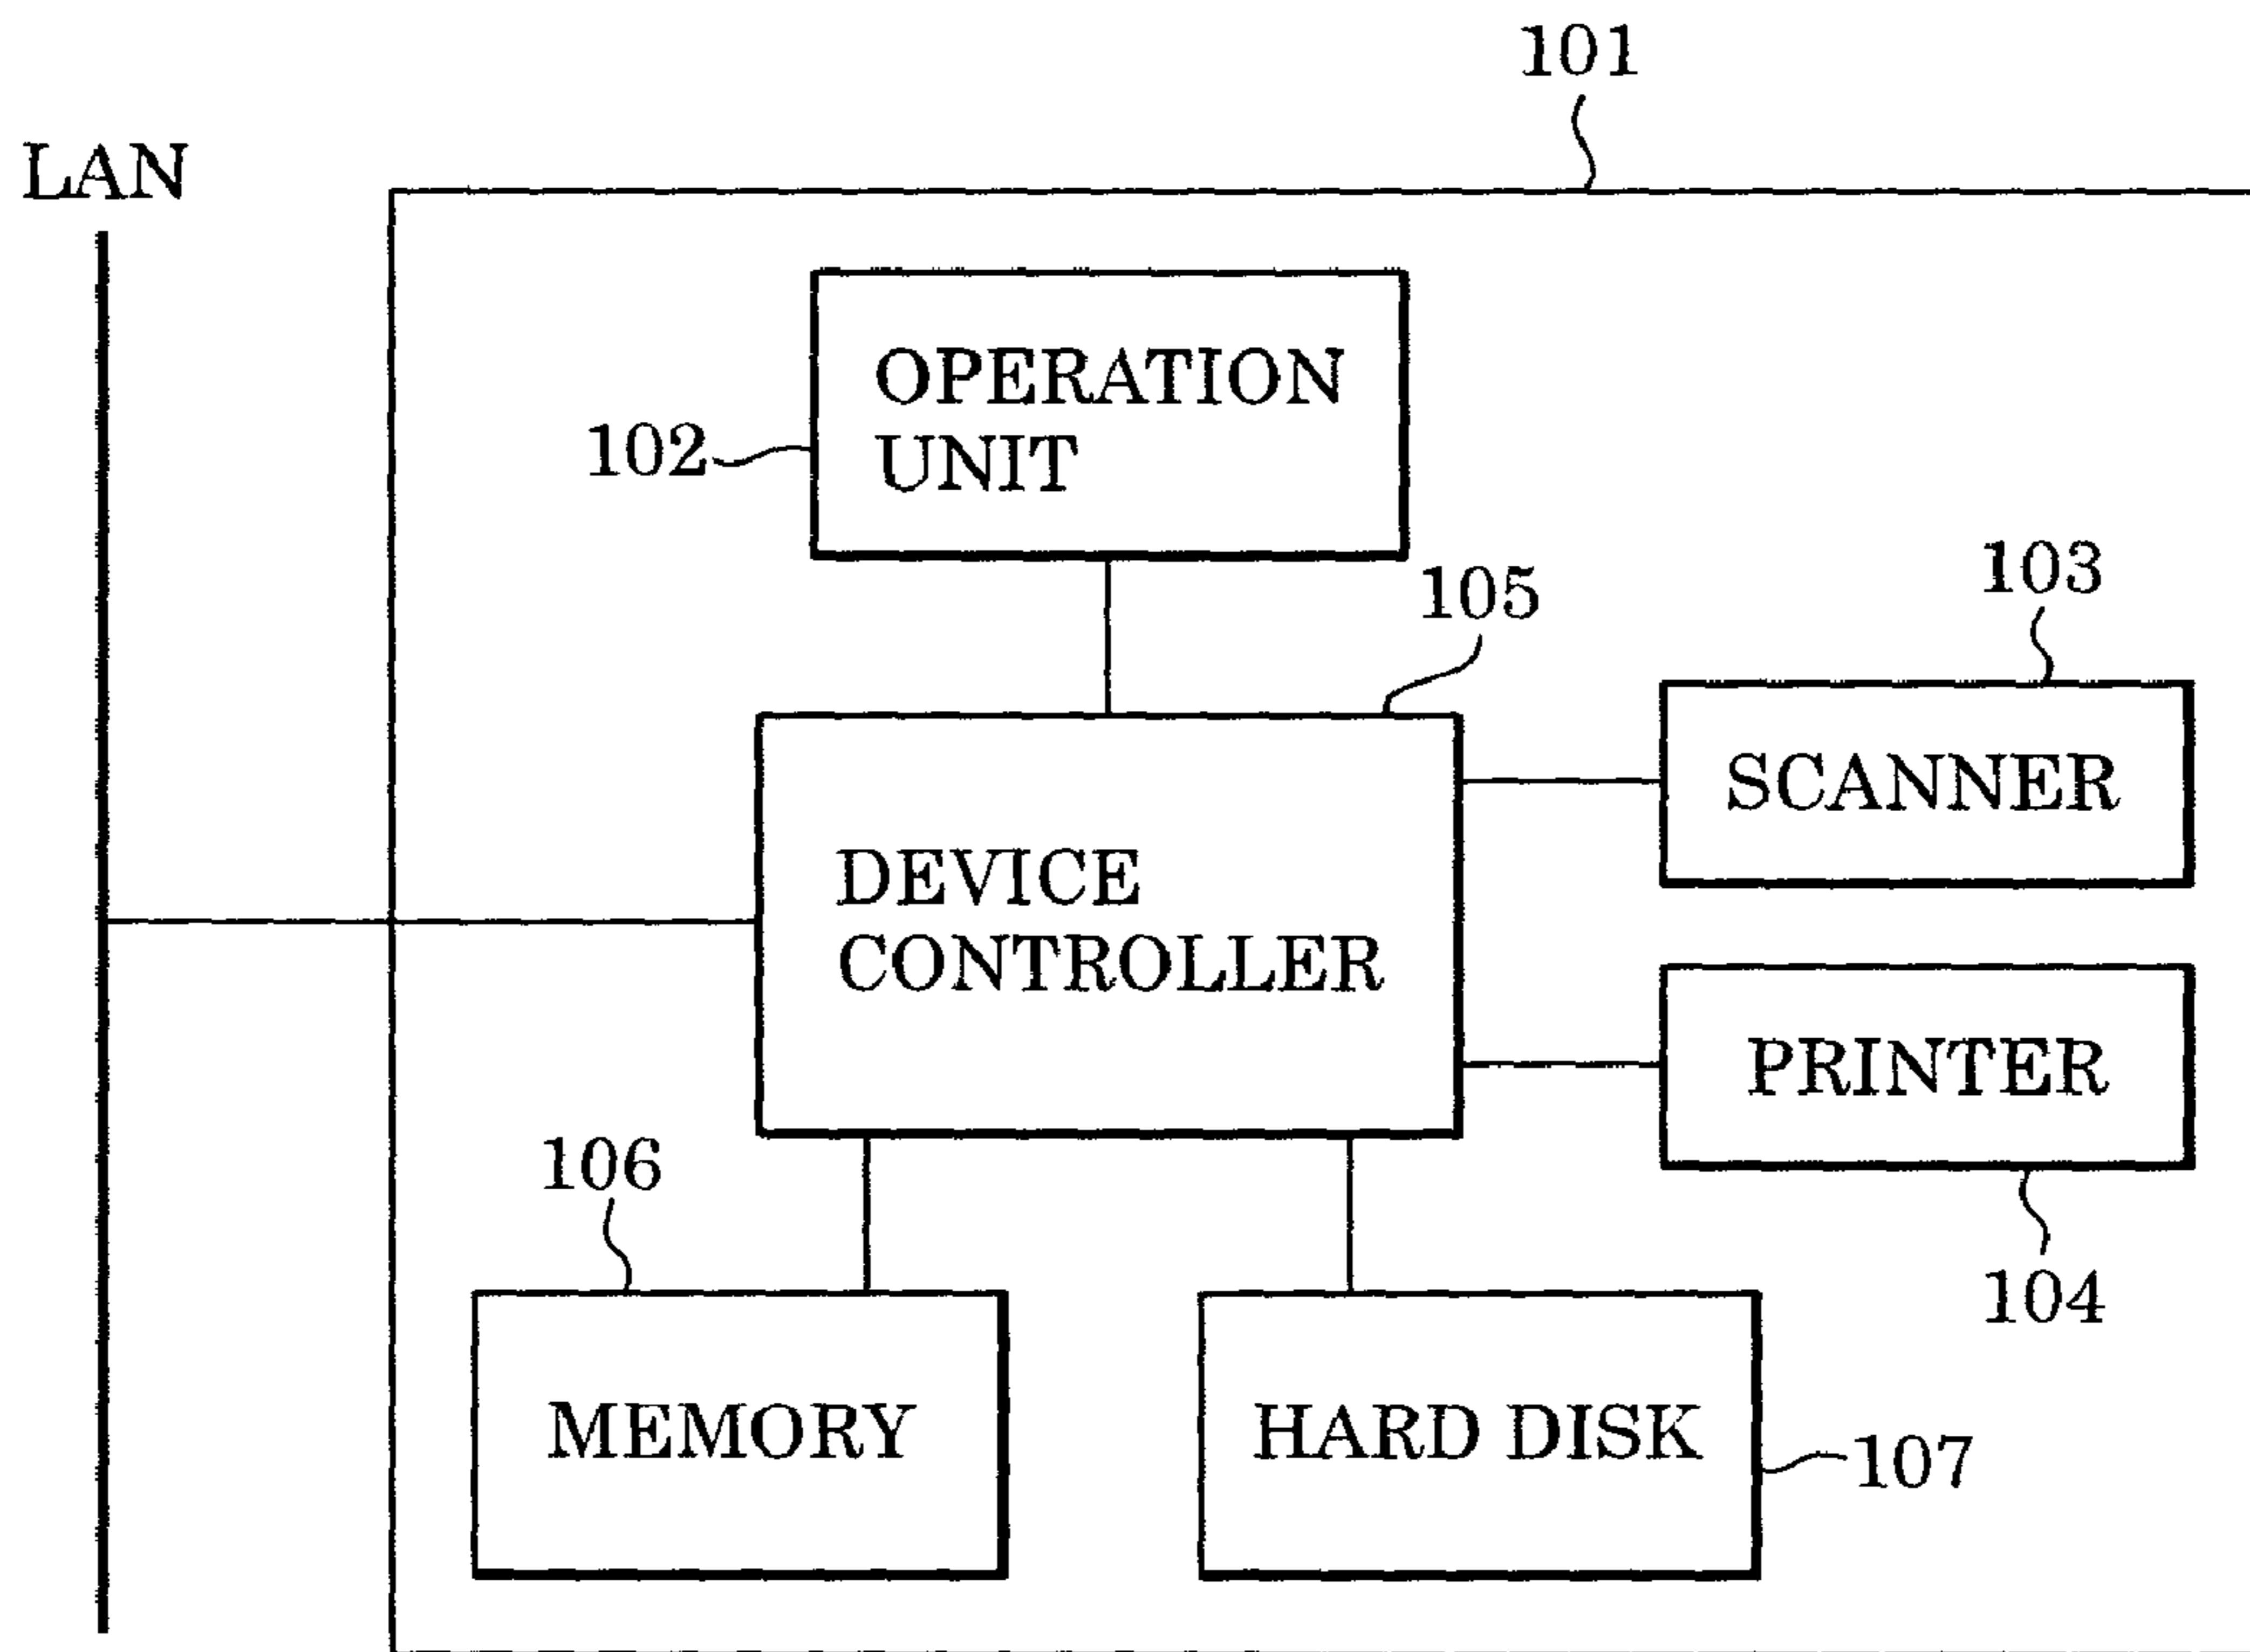 101
LAN
OPERATION
UNIT
102
105
103
SCANNER
DEVICE
CONTROLLER
PRINTER
106
104
MEMORY
HARD DISK
107